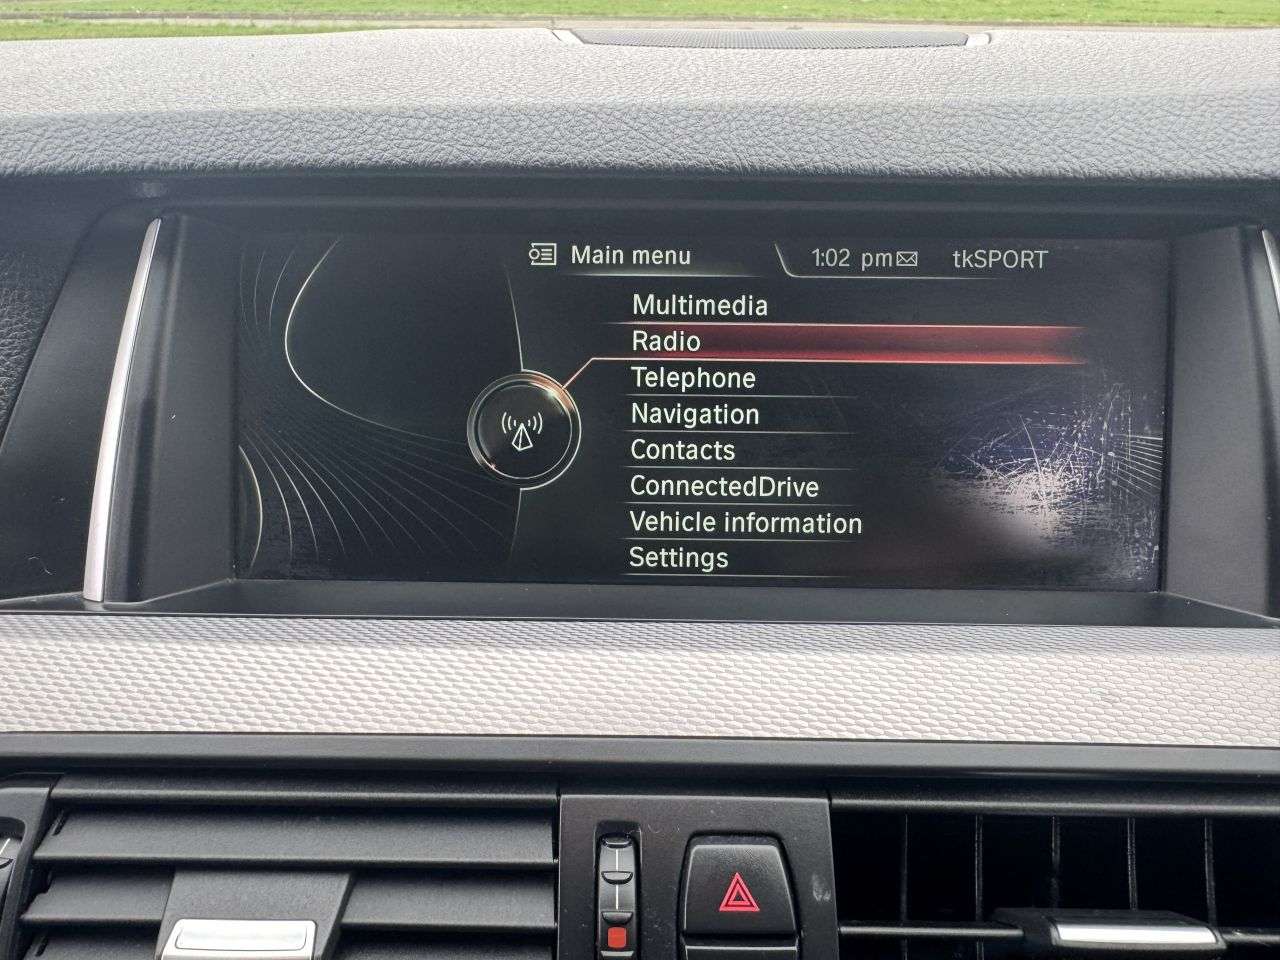 Main menu 1:02 pm tkSPORT
Multimedia
Radio
Telephone
Navigation
Contacts
ConnectedDrive
Vehicle information
Settings